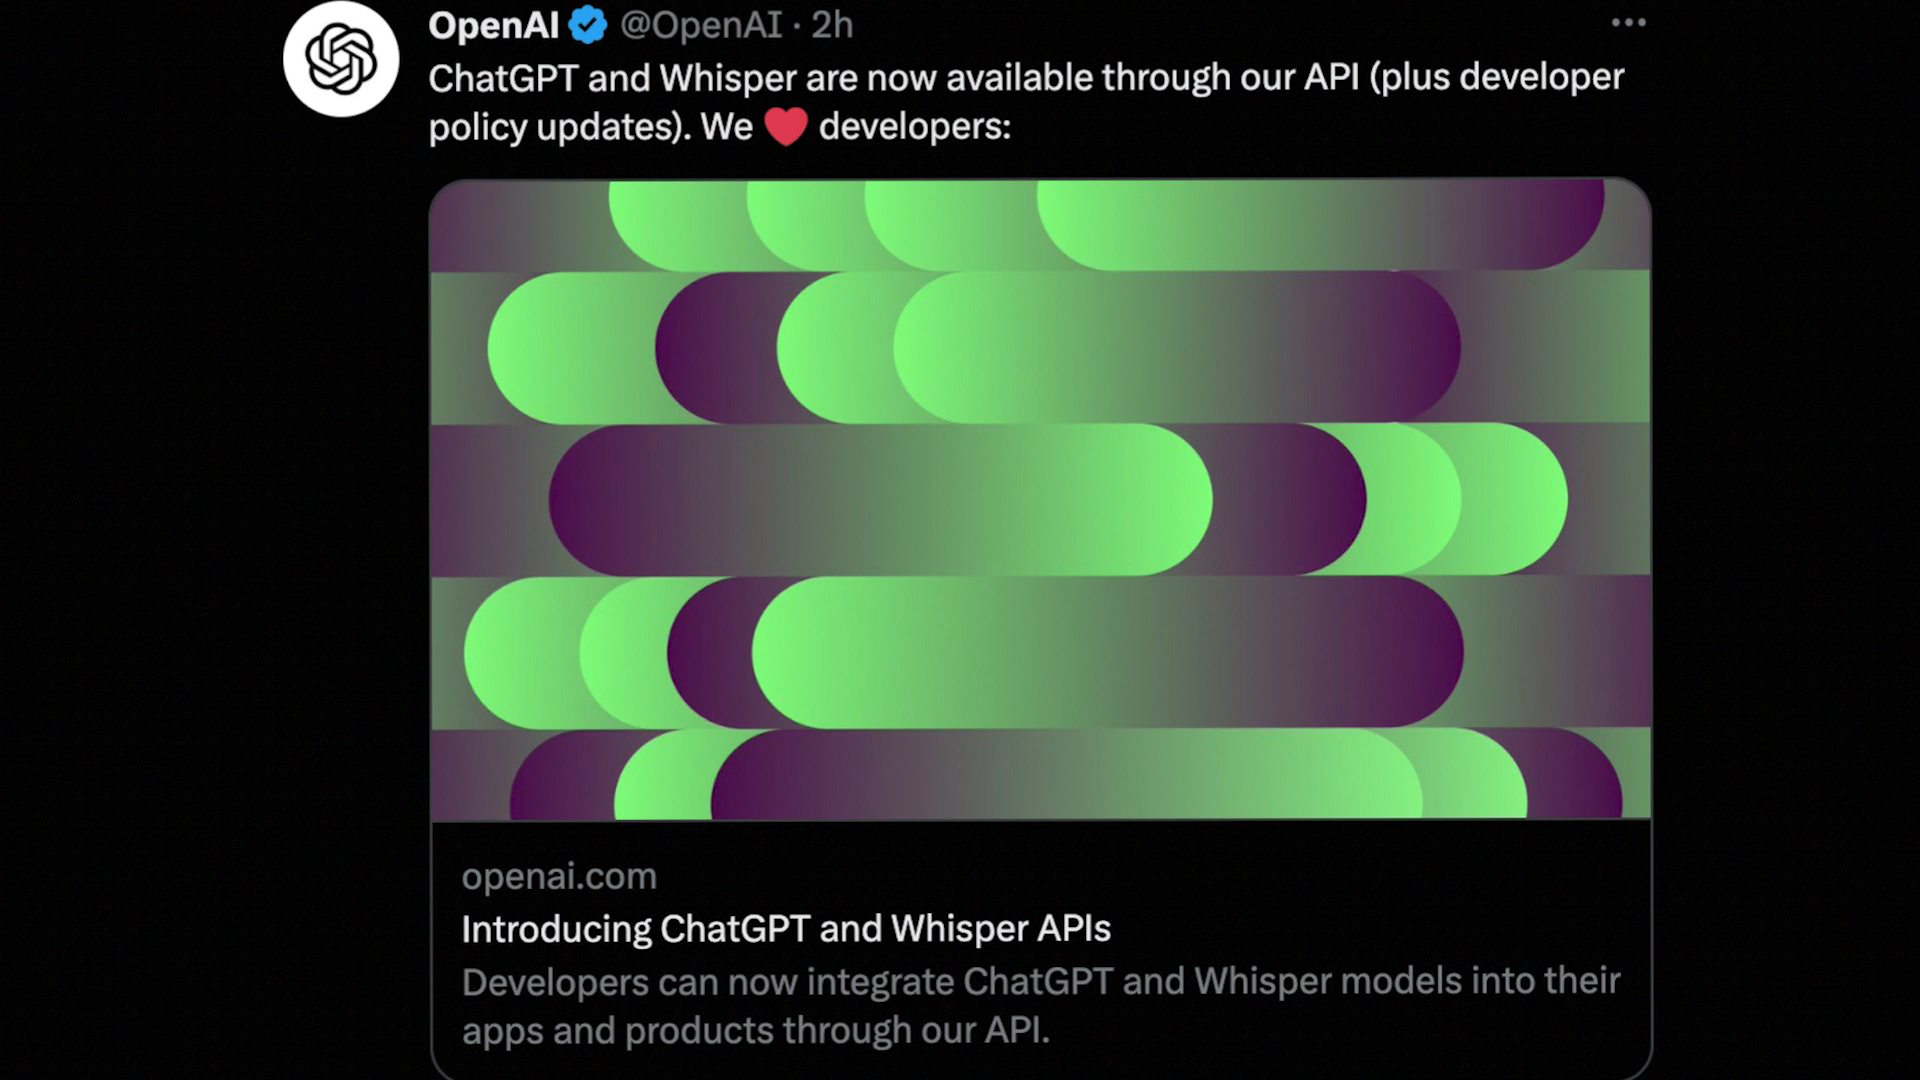 OpenAI @OpenAI · 2h
ChatGPT and Whisper are now available through our API (plus developer
policy updates). We ❤️ developers:
openai.com
Introducing ChatGPT and Whisper APIs
Developers can now integrate ChatGPT and Whisper models into their
apps and products through our API.